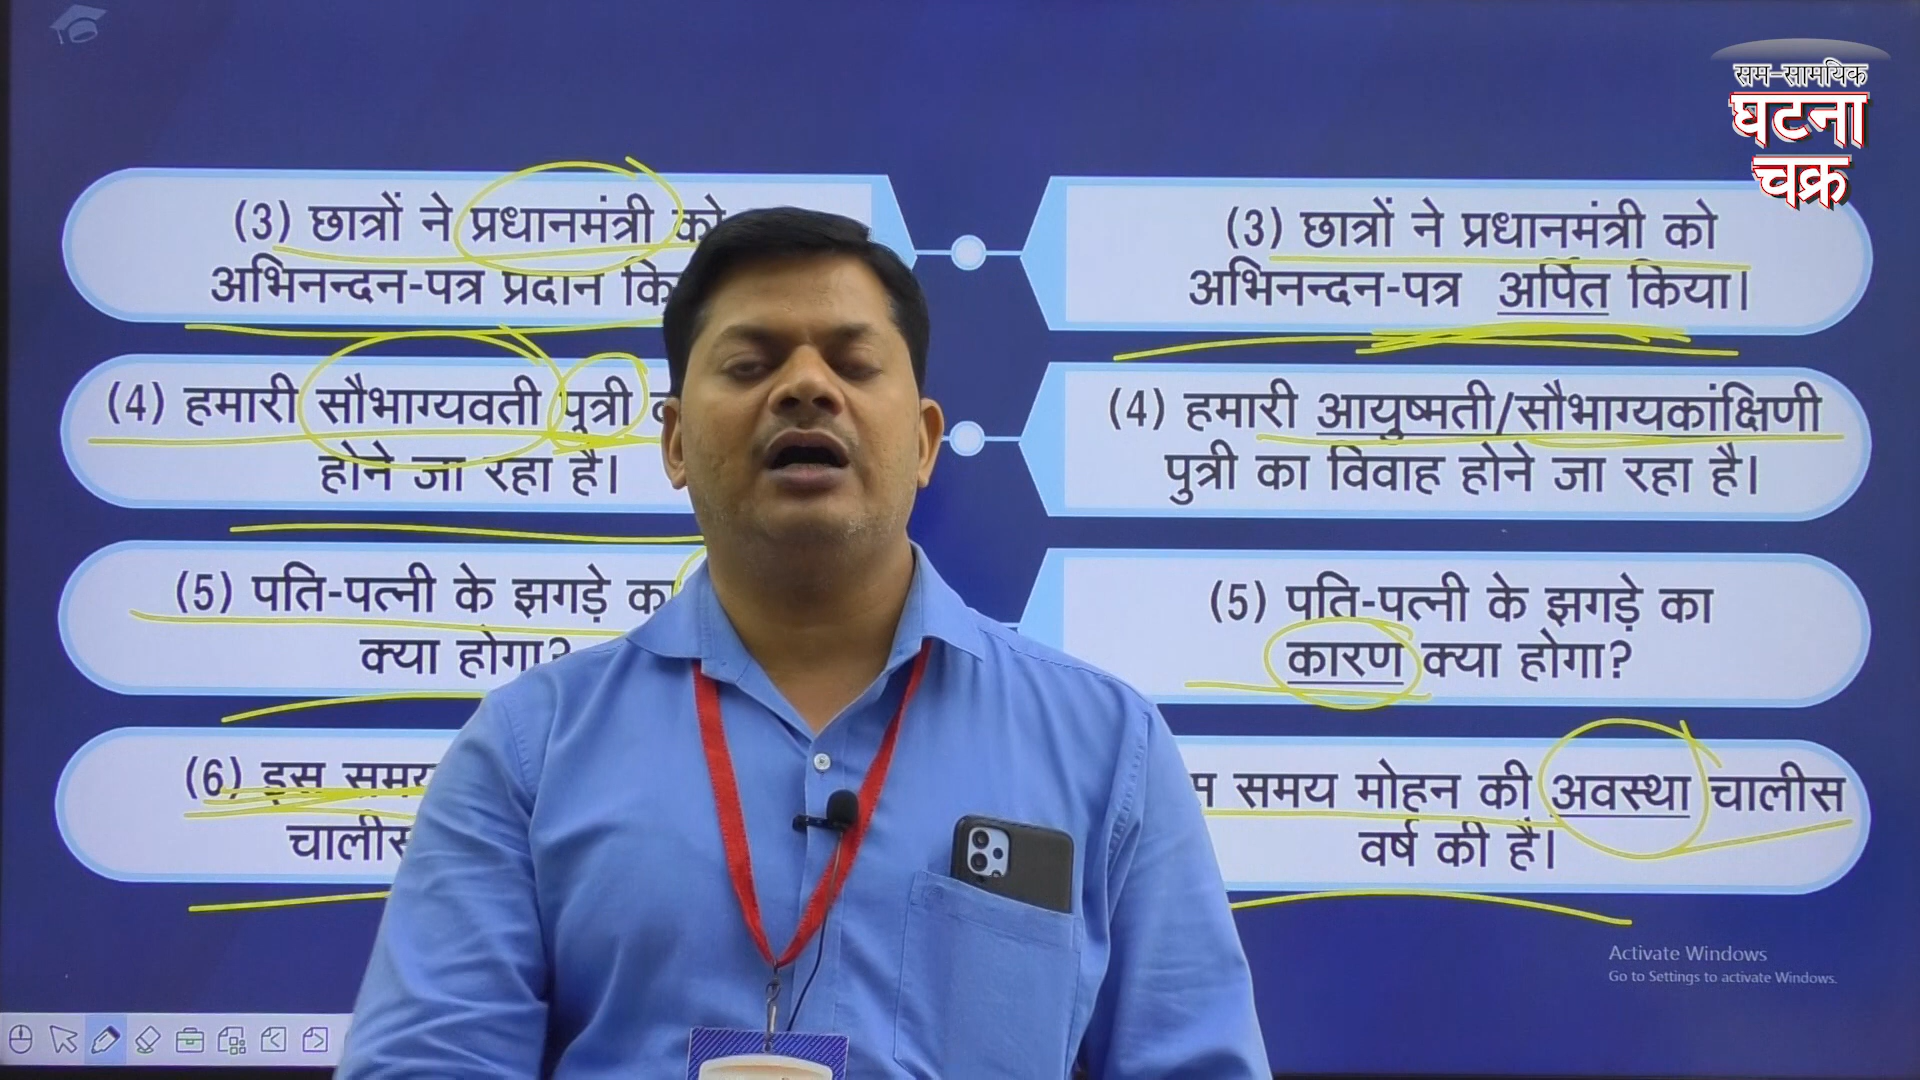 सम-सामयिक
घटना
चक्र
(3) छात्रों ने प्रधानमंत्री को
अभिनन्दन-पत्र प्रदान
(3) छात्रों ने प्रधानमंत्री को
अभिनन्दन-पत्र अर्पित किया।
(4) हमारी सौभाग्यवती पुत्री
होने जा रहा है।
(4) हमारी आयुष्मती/सौभाग्यकांक्षिणी
पुत्री का विवाह होने जा रहा है।
(5) पति-पत्नी के झगड़े का
क्या होगा?
(5) पति-पत्नी के झगड़े का
कारण क्या होगा?
(6) इस समय
चालीस
समय मोहन की अवस्था चालीस
वर्ष की है।
Activate Windows
Go to Settings to activate Windows.